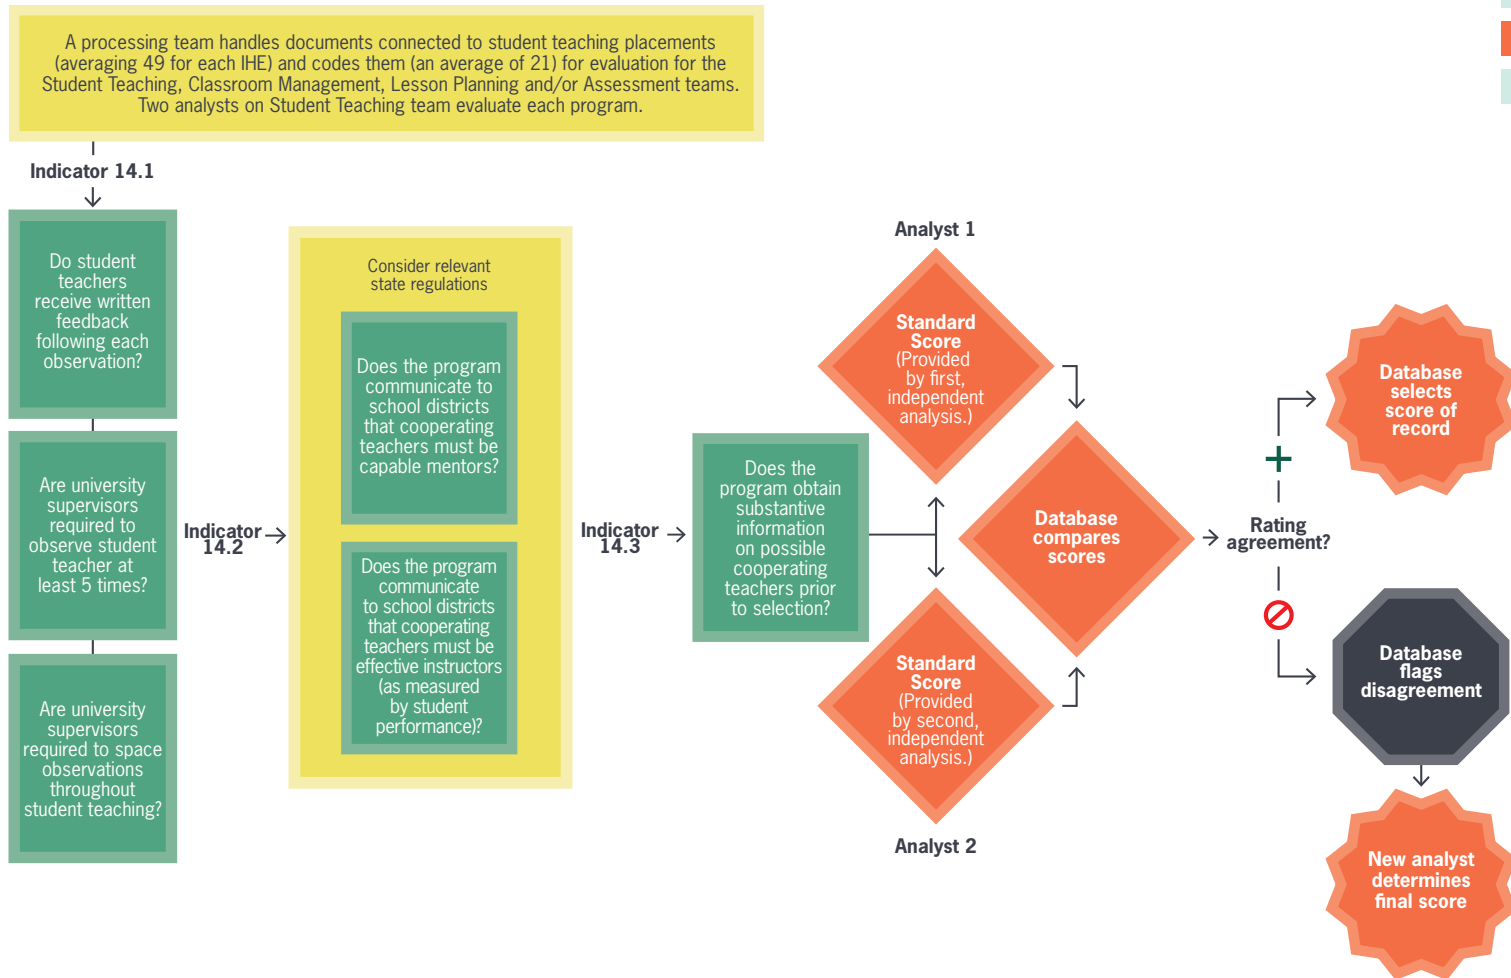 A processing team handles documents connected to student teaching placements
(averaging 49 for each IHE) and codes them (an average of 21) for evaluation for the
Student Teaching, Classroom Management, Lesson Planning and/or Assessment teams.
Two analysts on Student Teaching team evaluate each program.
Indicator 14.1
Do student
teachers
receive written
feedback
following each
observation?
Are university
supervisors
required to
observe student
teacher at
least 5 times?
Are university
supervisors
required to space
observations
throughout
student teaching?
Indicator
14.2
Consider relevant
state regulations
Does the program
communicate to
school districts
that cooperating
teachers must be
capable mentors?
Does the program
communicate
to school districts
that cooperating
teachers must be
effective instructors
(as measured
by student
performance)?
Indicator
14.3
Does the
program obtain
substantive
information
on possible
cooperating
teachers prior
to selection?
Analyst 1
Standard
Score
(Provided
by first,
independent
analysis.)
Standard
Score
(Provided
by second,
independent
analysis.)
Analyst 2
Database
compares
scores
Rating
agreement?
Database
selects
score of
record
Database
flags
disagreement
New analyst
determines
final score